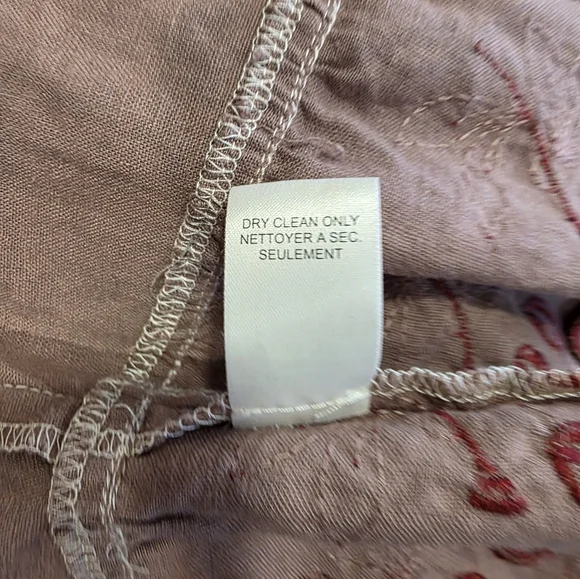 DRY CLEAN ONLY
NETTOYER A SEC.
SEULEMENT